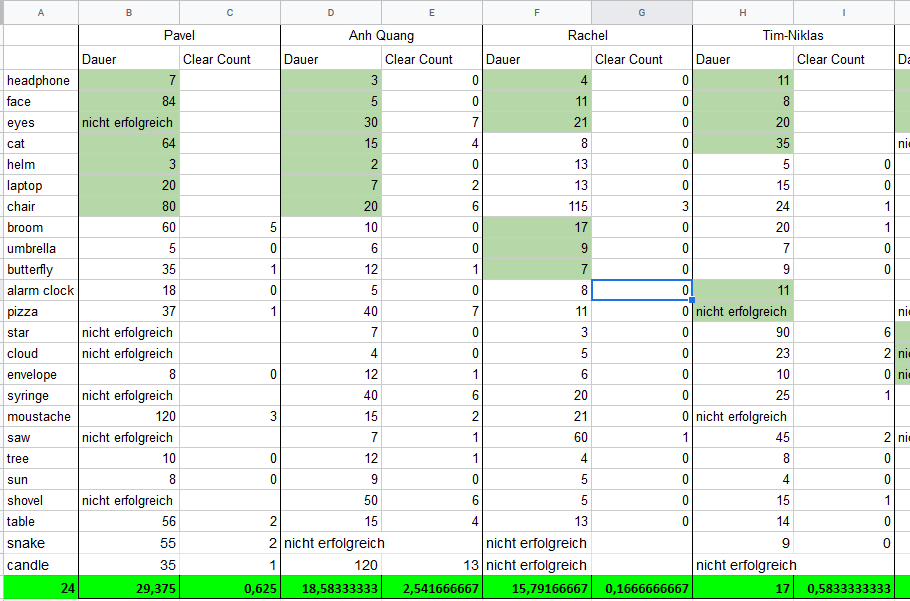 A B C D E F G H I
Pavel Anh Quang Rachel Tim-Niklas
Dauer Clear Count Dauer Clear Count Dauer Clear Count Dauer Clear Count Da
headphone 7 3 0 4 0 11
face 84 5 0 11 0 8
eyes nicht erfolgreich 30 7 21 0 20
cat 64 15 4 8 0 35 nic
helm 3 2 0 13 0 5 0
laptop 20 7 2 13 0 15 0
chair 80 20 6 115 3 24 1
broom 60 5 10 0 17 0 20 1
umbrella 5 0 6 0 9 0 7 0
butterfly 35 1 12 1 7 0 9 0
alarm clock 18 0 5 0 8 0 11
pizza 37 1 40 7 11 0 nicht erfolgreich nic
star nicht erfolgreich 7 0 3 0 90 6
cloud nicht erfolgreich 4 0 5 0 23 2 nic
envelope 8 0 12 1 6 0 10 0 nic
syringe nicht erfolgreich 40 6 20 0 25 1
moustache 120 3 15 2 21 0 nicht erfolgreich
saw nicht erfolgreich 7 1 60 1 45 2 nic
tree 10 0 12 1 4 0 8 0
sun 8 0 9 0 5 0 4 0
shovel nicht erfolgreich 50 6 5 0 15 1
table 56 2 15 4 13 0 14 0
snake 55 2 nicht erfolgreich nicht erfolgreich 9 0
candle 35 1 120 13 nicht erfolgreich nicht erfolgreich
24 29,375 0,625 18,58333333 2,541666667 15,79166667 0,1666666667 17 0,5833333333